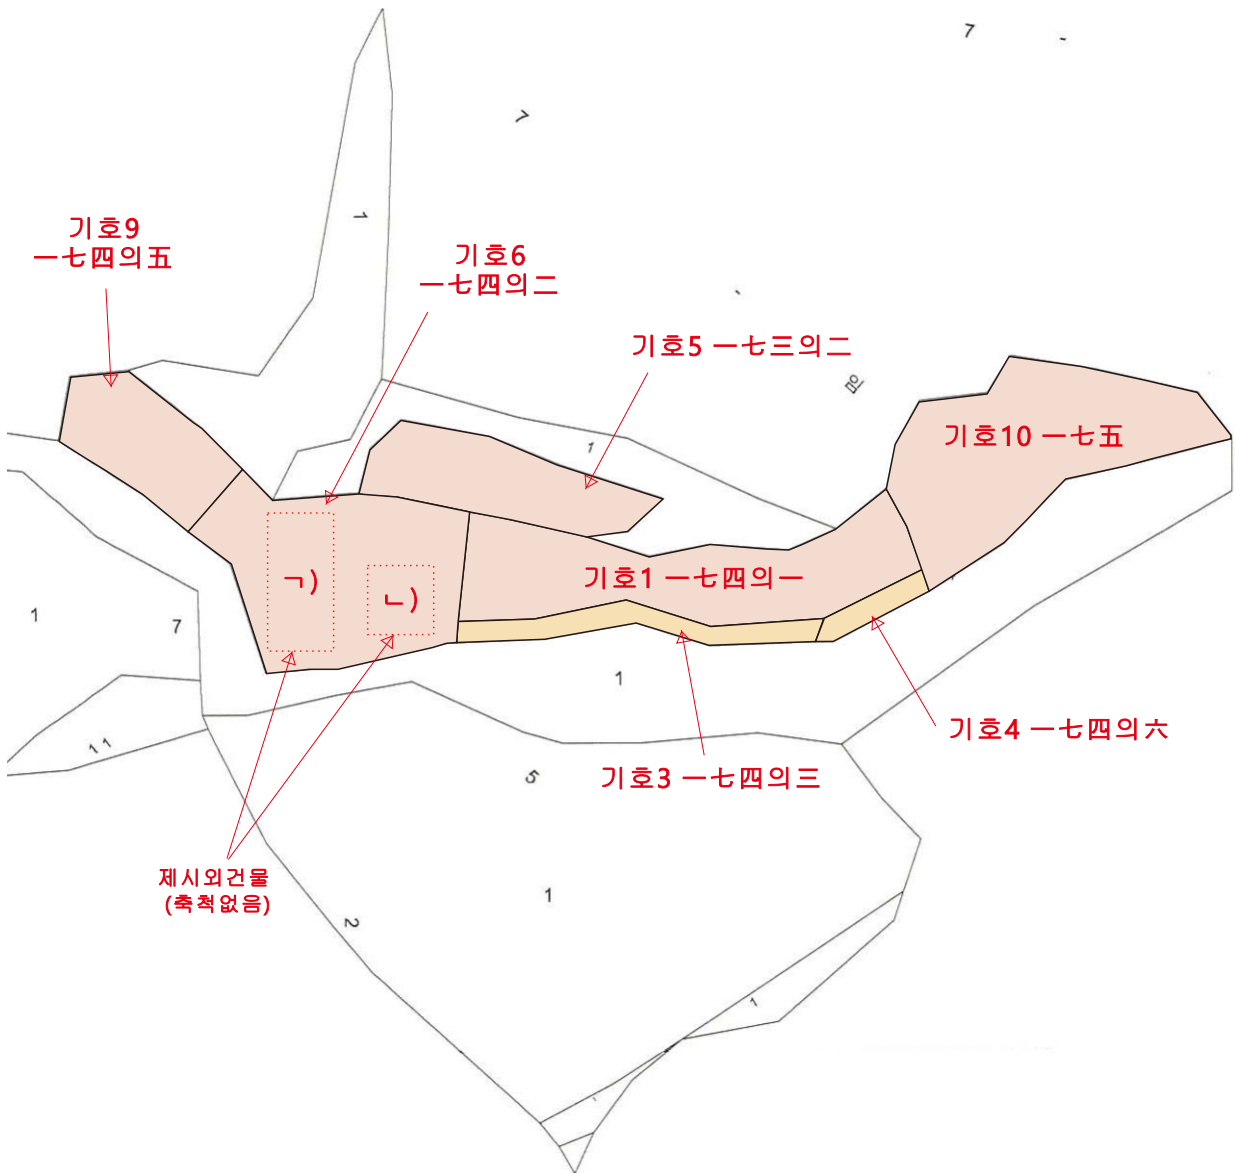 7 -
7
1
기호9
一七四의五
기호6
一七四의二
기호5 一七三의二
민
1
기호10 一七五
ㄱ)
기호1 一七四의一
ㄴ)
1
7
1
기호4 一七四의六
1 1
5
기호3 一七四의三
제시외건물
(축척없음)
1
2
1